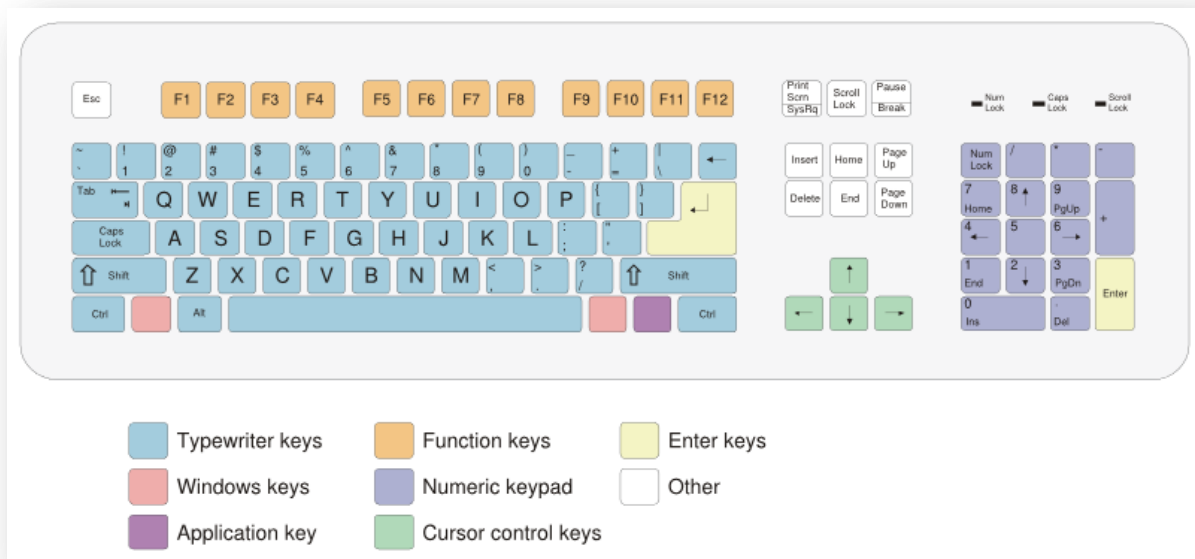 Esc F1 F2 F3 F4 F5 F6 F7 F8 F9 F10 F11 F12
Print Scrn SysRq
Scroll Lock
Pause Break
Num Lock
Caps Lock
Scroll Lock
~ ` ! 1 @ 2 # 3 $ 4 % 5 ^ 6 & 7 * 8 ( 9 ) 0 _ - + = | \ ←
Insert Home Page Up
Num Lock / * -
Tab Q W E R T Y U I O P { [ } ] ↵
Delete End Page Down
7 Home 8 ↑ 9 PgUp +
Caps Lock A S D F G H J K L : ; " '
4 ← 5 6 →
⇧ Shift Z X C V B N M < , > . ? / ⇧ Shift
↑
1 End 2 ↓ 3 PgDn Enter
Ctrl Alt Ctrl
← ↓ →
0 Ins . Del
Typewriter keys Function keys Enter keys
Windows keys Numeric keypad Other
Application key Cursor control keys